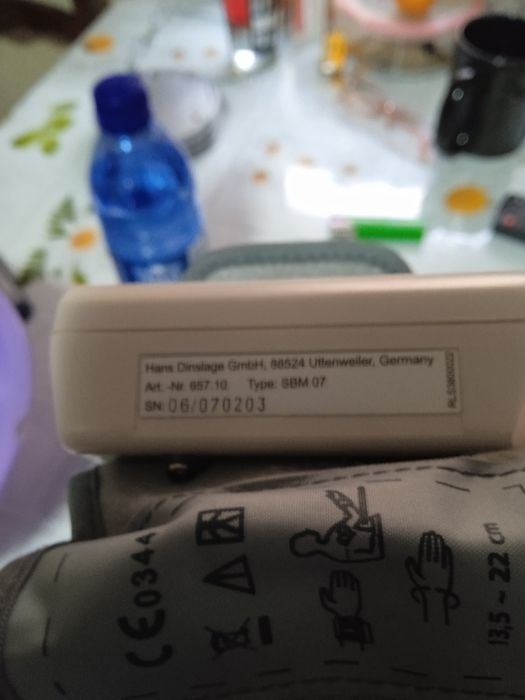 Hans Dinslage GmbH, 88524 Uttenweiler, Germany
Art. -Nr. 657.10 Type: SBM 07
SN: 06/070203
CE0344
13,5 ~ 22 cm